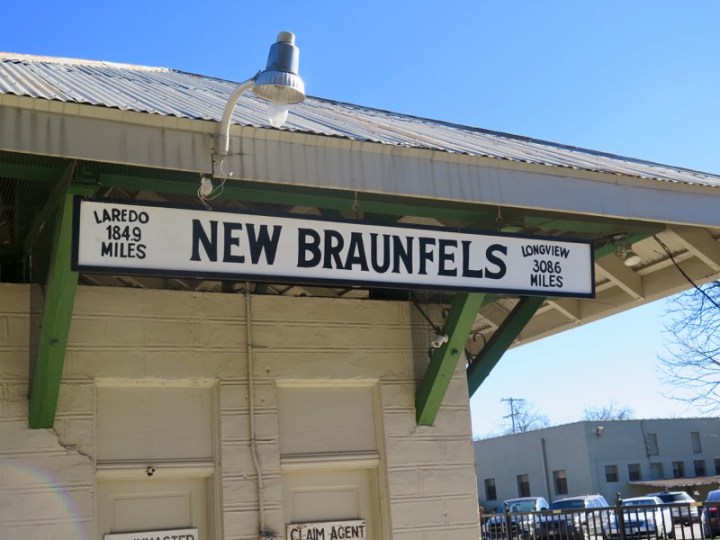 LAREDO
184.9
MILES
NEW BRAUNFELS
LONGVIEW
308.6
MILES
CLAIM AGENT